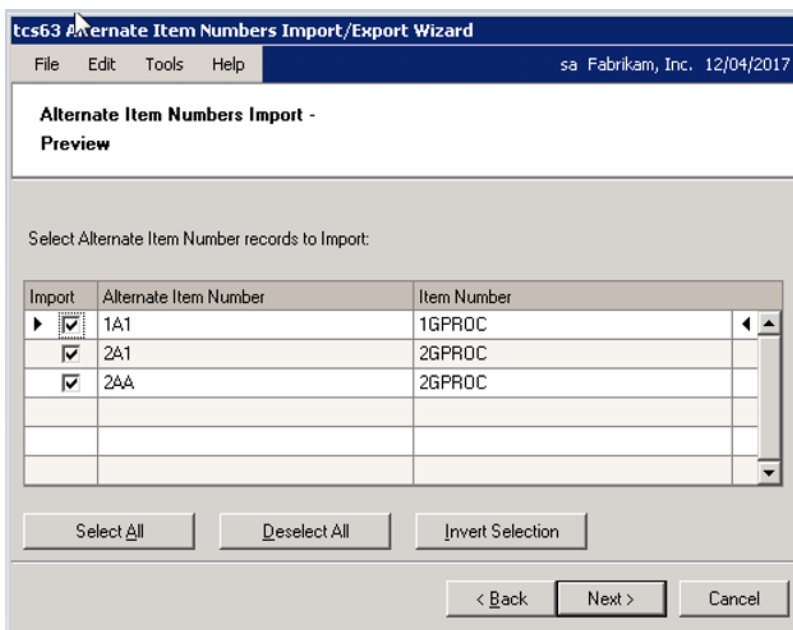 tcs63 Alternate Item Numbers Import/Export Wizard
File Edit Tools Help sa Fabrikam, Inc. 12/04/2017
Alternate Item Numbers Import -
Preview
Select Alternate Item Number records to Import:
Import Alternate Item Number Item Number
1A1 1GPROC
2A1 2GPROC
2AA 2GPROC
Select All Deselect All Invert Selection
< Back Next > Cancel